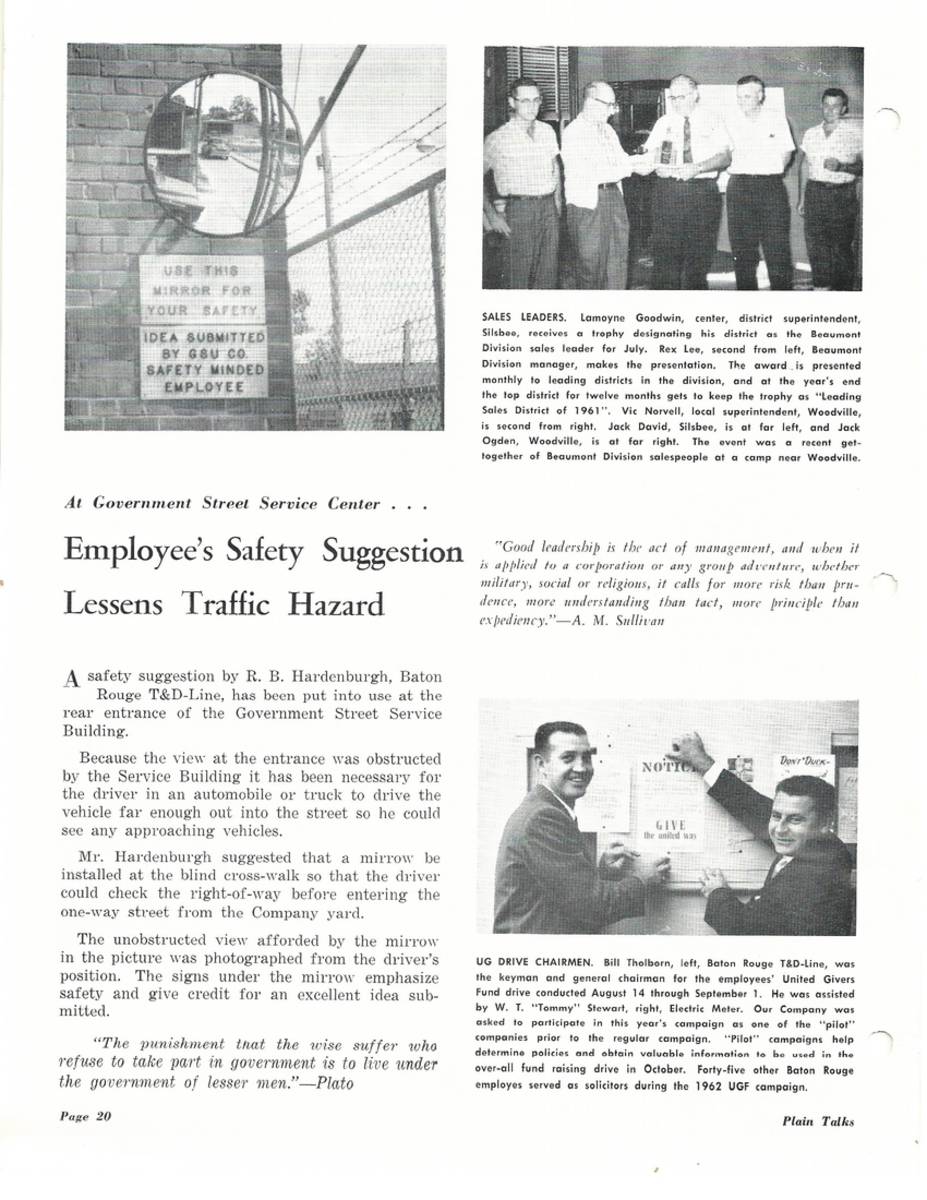 USE THIS
MIRROR FOR
YOUR SAFETY
IDEA SUBMITTED
BY GSU CO.
SAFETY MINDED
EMPLOYEE
SALES LEADERS. Lamoyne Goodwin, center, district superintendent,
Silsbee, receives a trophy designating his district as the Beaumont
Division sales leader for July. Rex Lee, second from left, Beaumont
Division manager, makes the presentation. The award is presented
monthly to leading districts in the division, and at the year's end
the top district for twelve months gets to keep the trophy as "Leading
Sales District of 1961". Vic Norvell, local superintendent, Woodville,
is second from right. Jack David, Silsbee, is at far left, and Jack
Ogden, Woodville, is at far right. The event was a recent get-
together of Beaumont Division salespeople at a camp near Woodville.
At Government Street Service Center . . .
Employee's Safety Suggestion
Lessens Traffic Hazard
A safety suggestion by R. B. Hardenburgh, Baton
Rouge T&D-Line, has been put into use at the
rear entrance of the Government Street Service
Building.
Because the view at the entrance was obstructed
by the Service Building it has been necessary for
the driver in an automobile or truck to drive the
vehicle far enough out into the street so he could
see any approaching vehicles.
Mr. Hardenburgh suggested that a mirrow be
installed at the blind cross-walk so that the driver
could check the right-of-way before entering the
one-way street from the Company yard.
The unobstructed view afforded by the mirrow
in the picture was photographed from the driver's
position. The signs under the mirrow emphasize
safety and give credit for an excellent idea sub-
mitted.
"The punishment that the wise suffer who
refuse to take part in government is to live under
the government of lesser men."—Plato
"Good leadership is the act of management, and when it
is applied to a corporation or any group adventure, whether
military, social or religious, it calls for more risk than pru-
dence, more understanding than tact, more principle than
expediency."—A. M. Sullivan
NOTICE
GIVE
the united way
DON'T DUCK-
UG DRIVE CHAIRMEN. Bill Tholborn, left, Baton Rouge T&D-Line, was
the keyman and general chairman for the employees' United Givers
Fund drive conducted August 14 through September 1. He was assisted
by W. T. "Tommy" Stewart, right, Electric Meter. Our Company was
asked to participate in this year's campaign as one of the "pilot"
companies prior to the regular campaign. "Pilot" campaigns help
determine policies and obtain valuable information to be used in the
over-all fund raising drive in October. Forty-five other Baton Rouge
employes served as solicitors during the 1962 UGF campaign.
Page 20
Plain Talks